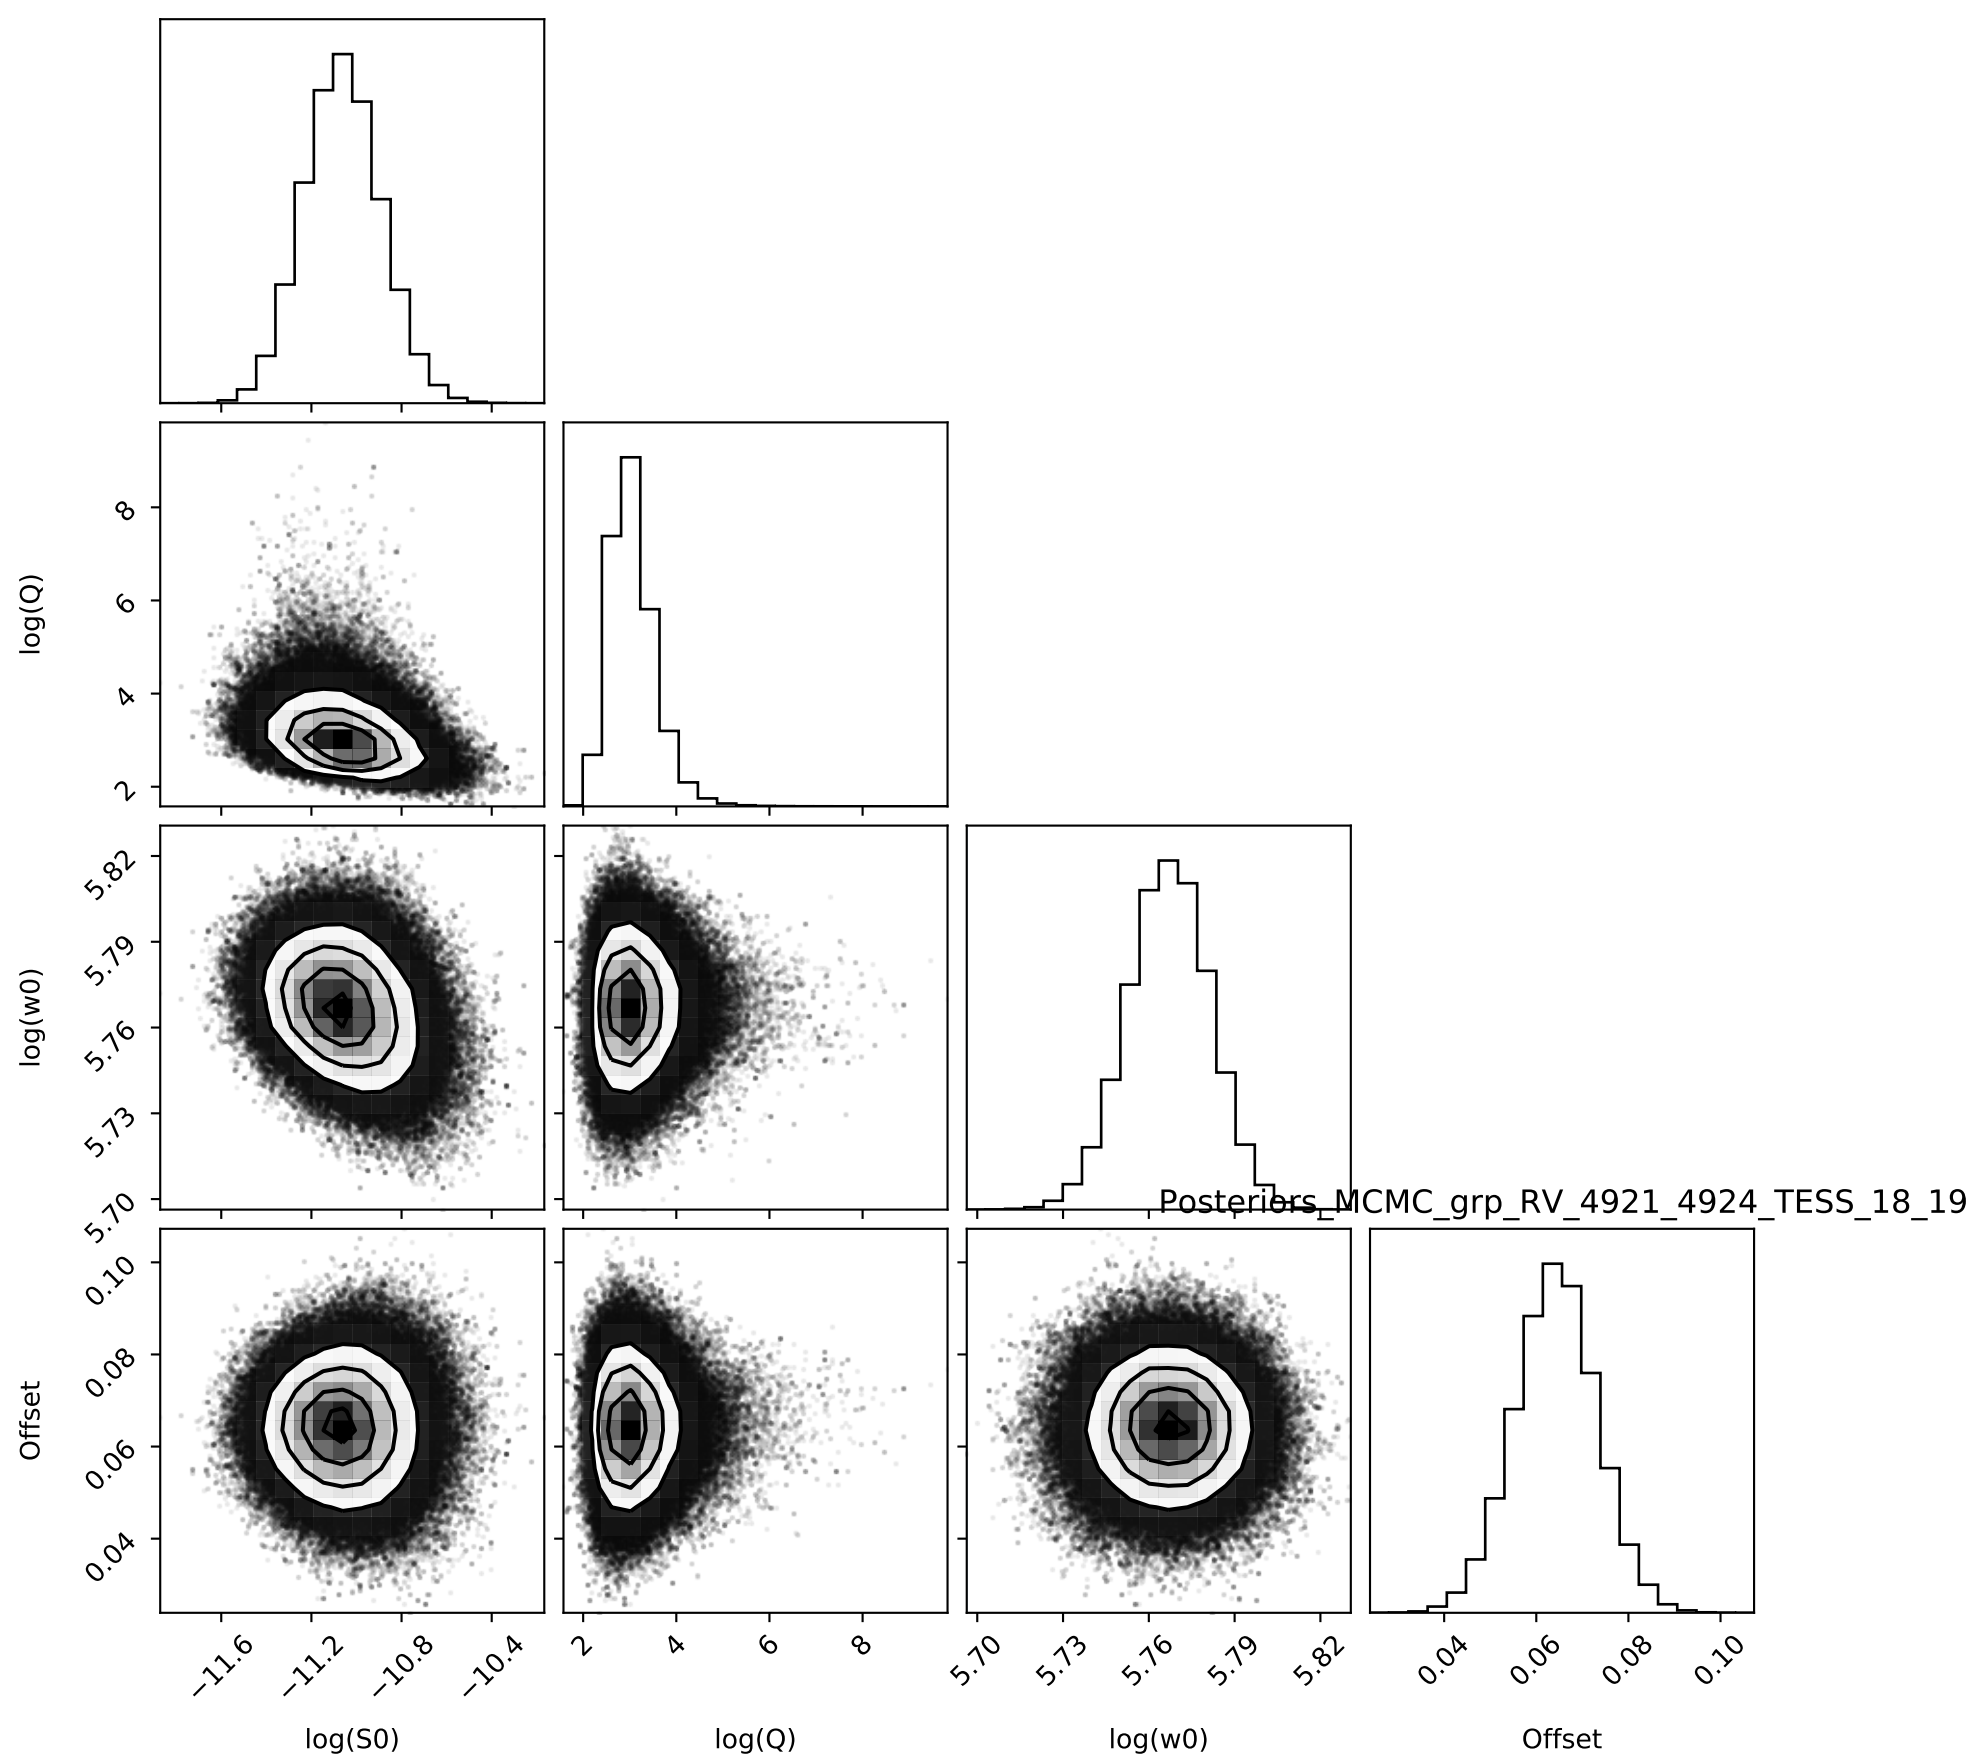 log(Q)
8
6
4
2
log(w0)
5.82
5.79
5.76
5.73
5.70
Posteriors_MCMC_grp_RV_4921_4924_TESS_18_19
Offset
0.10
0.08
0.06
0.04
−11.6 −11.2 −10.8 −10.4 2 4 6 8 5.70 5.73 5.76 5.79 5.82 0.04 0.06 0.08 0.10
log(S0) log(Q) log(w0) Offset